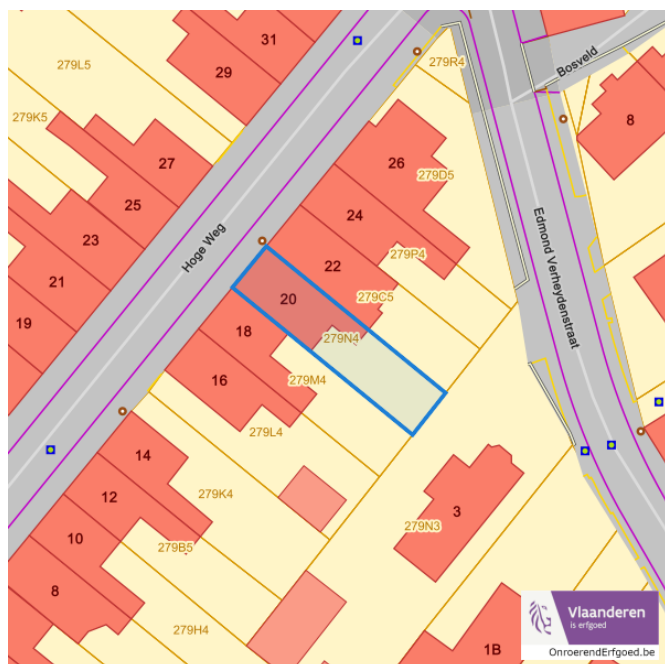 31
279L5
29
Bosveld
279R4
279K5
8
27
26
279D5
25
24
23
Hoge Weg
279P4
Edmond Verheydenstraat
22
21
279C5
20
19
18
279N4
16
279M4
279L4
14
279K4
12
3
279N3
10
279B5
8
279H4
1B
Vlaanderen
is erfgoed
OnroerendErfgoed.be